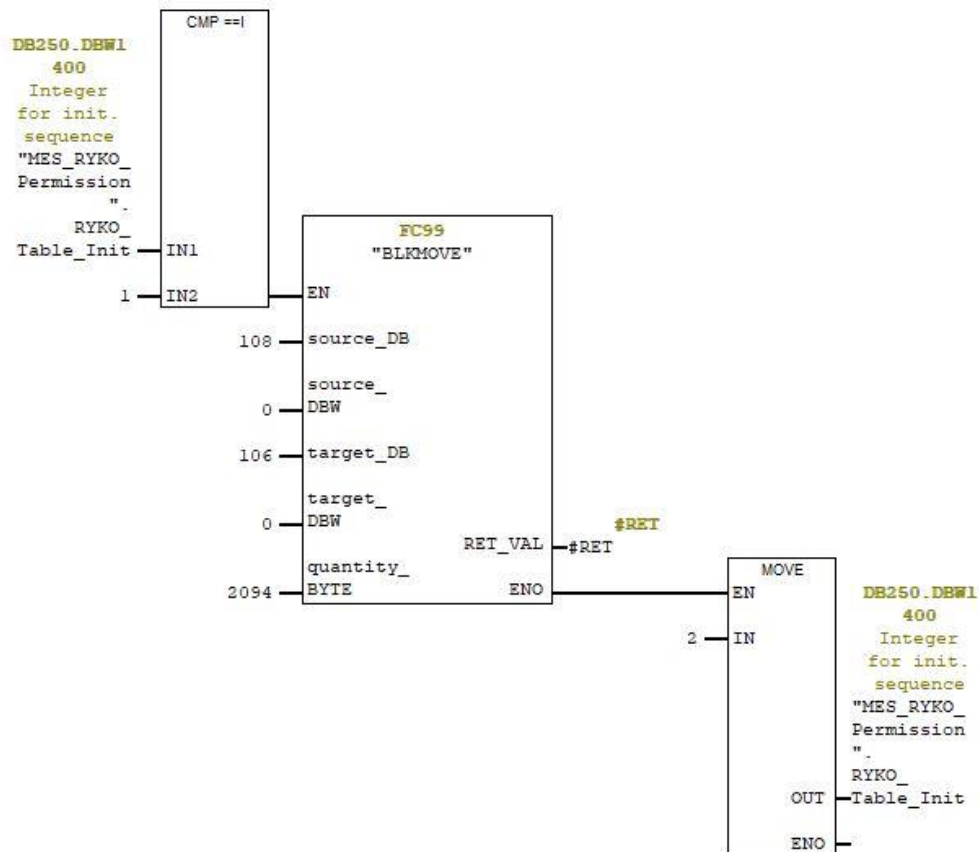 CMP ==I
DB250.DBW1
400
Integer
for init.
sequence
"MES_RYKO_
Permission
".
RYKO_
Table_Init
IN1
1
IN2
FC99
"BLKMOVE"
EN
108
source_DB
source_
0
DBW
106
target_DB
target_
0
DBW
#RET
RET_VAL
#RET
quantity_
2094
BYTE
ENO
MOVE
EN
2
IN
DB250.DBW1
400
Integer
for init.
sequence
"MES_RYKO_
Permission
".
RYKO_
OUT
Table_Init
ENO